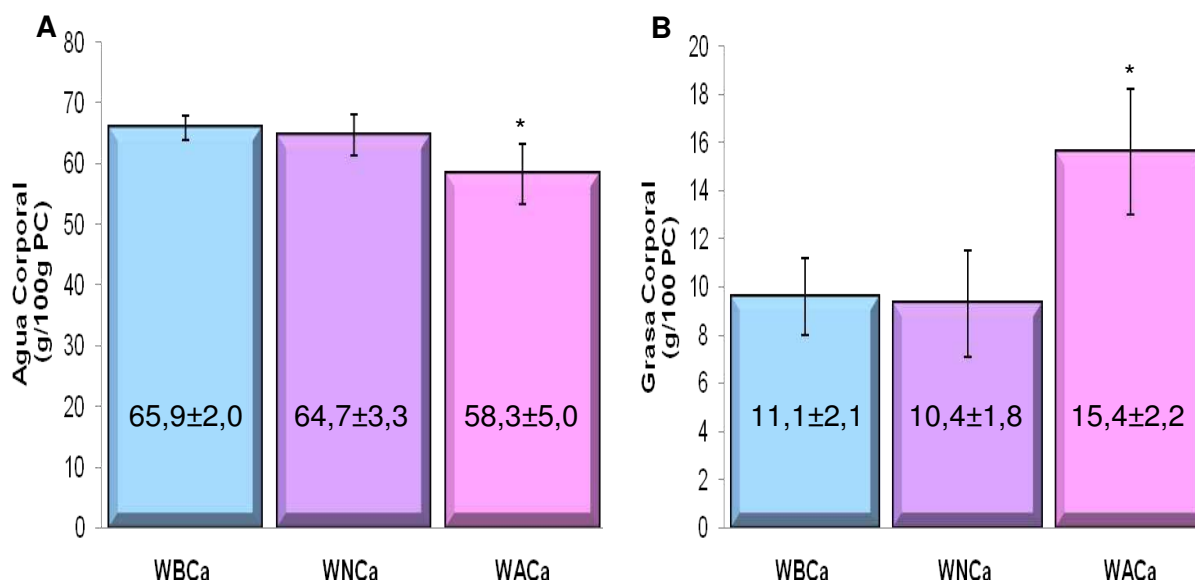 A
Agua Corporal
(g/100g PC)
80
70
60
50
40
30
20
10
0
*
65,9±2,0
64,7±3,3
58,3±5,0
WBCa
WNCa
WACa
B
Grasa Corporal
(g/100 PC)
20
18
16
14
12
10
8
6
4
2
0
*
11,1±2,1
10,4±1,8
15,4±2,2
WBCa
WNCa
WACa